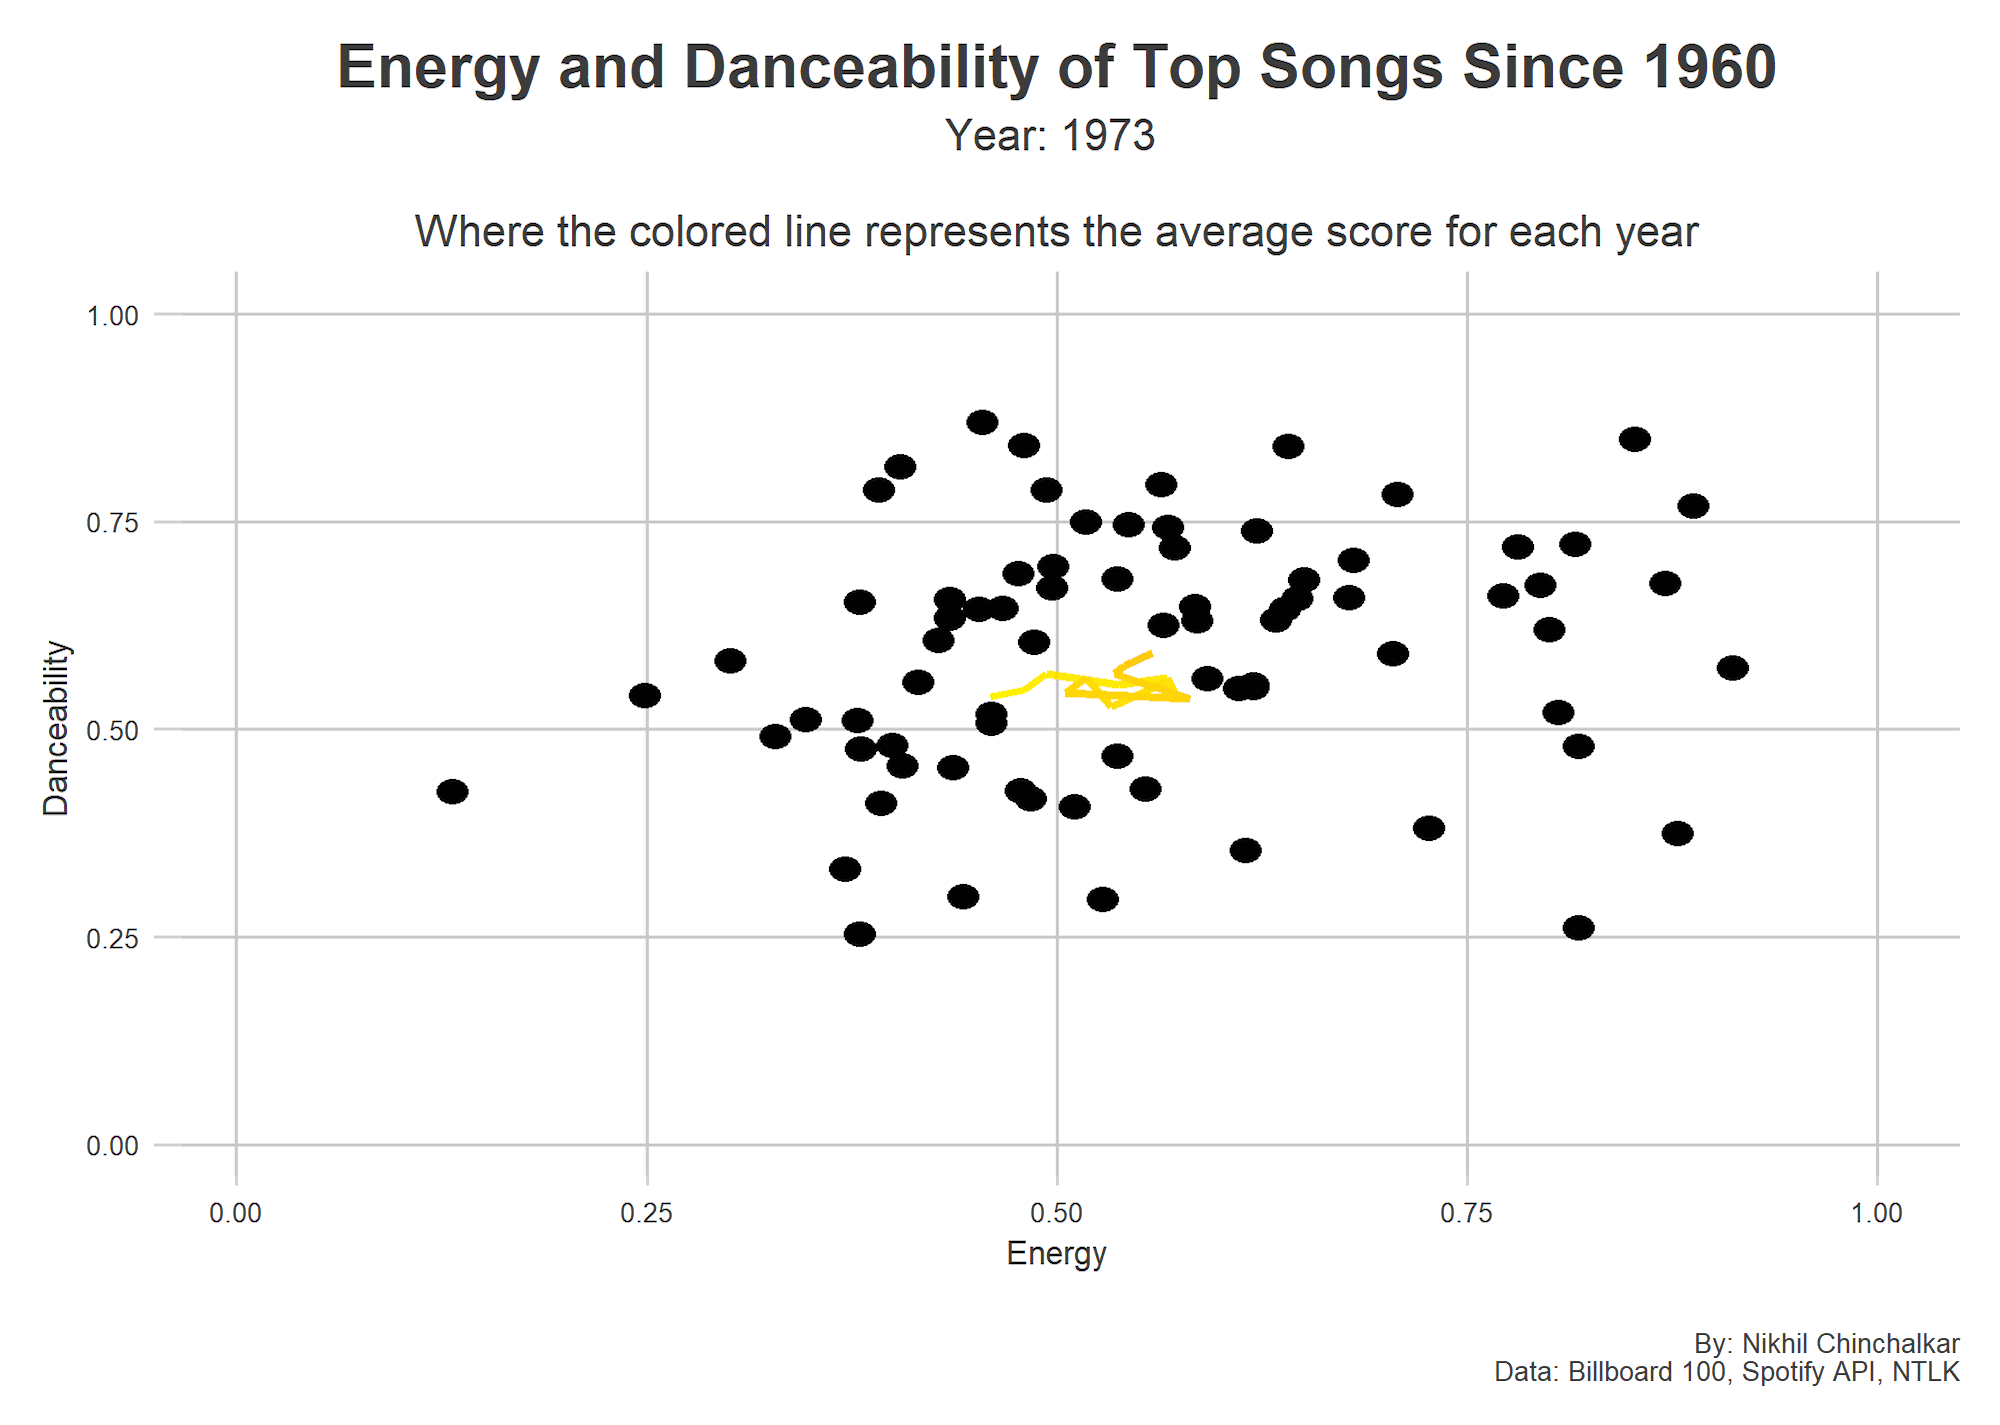 Energy and Danceability of Top Songs Since 1960
Year: 1973
Where the colored line represents the average score for each year
1.00
0.75
0.50
0.25
0.00
Danceability
0.00 0.25 0.50 0.75 1.00
Energy
By: Nikhil Chinchalkar
Data: Billboard 100, Spotify API, NTLK